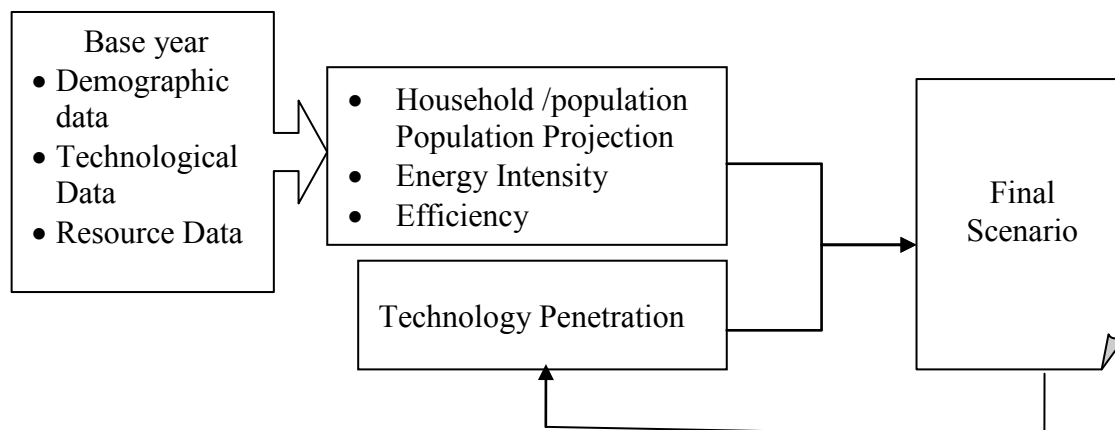 Base year
• Demographic
data
• Technological
Data
• Resource Data
• Household /population
Population Projection
• Energy Intensity
• Efficiency
Technology Penetration
Final
Scenario